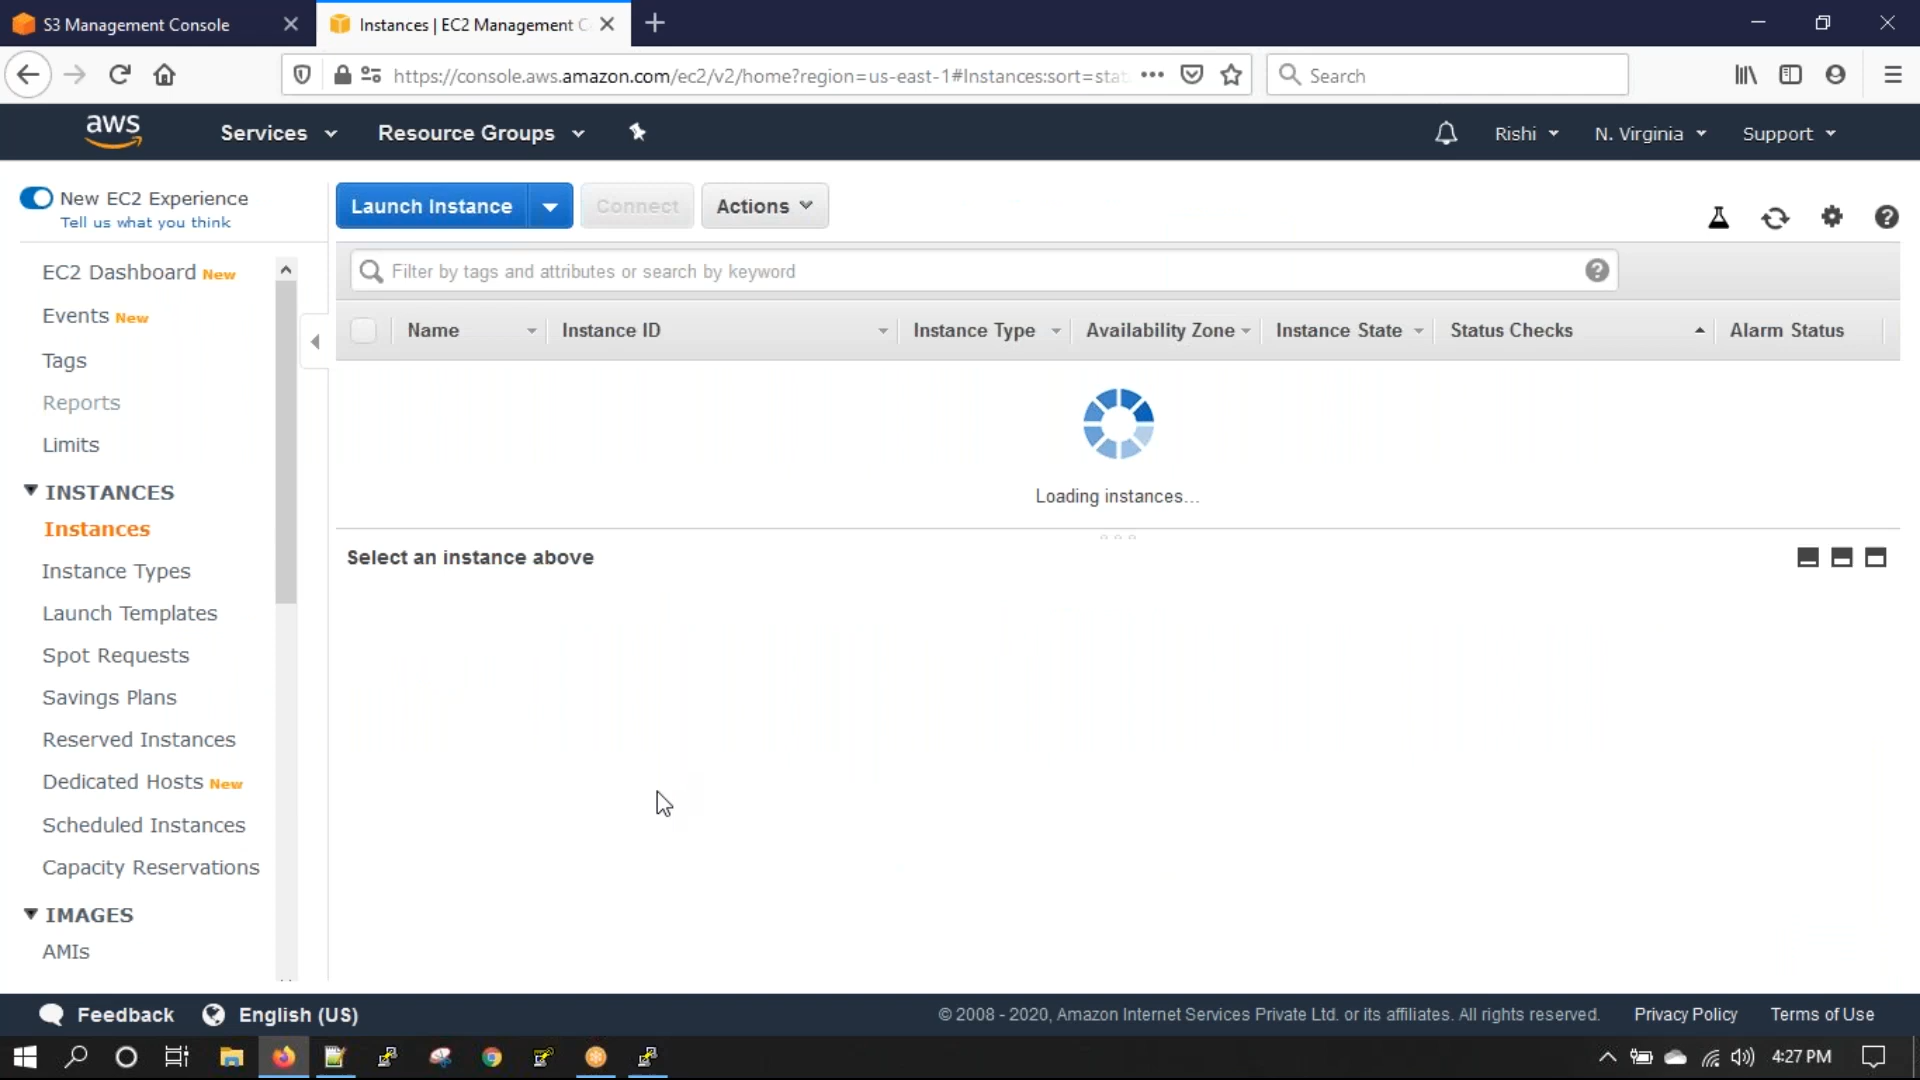 S3 Management Console
Instances | EC2 Management C
https://console.aws.amazon.com/ec2/v2/home?region=us-east-1#Instances:sort=stat
Search
aws
Services
Resource Groups
Rishi
N. Virginia
Support
New EC2 Experience
Tell us what you think
Launch Instance
Connect
Actions
EC2 Dashboard New
Events New
Tags
Reports
Limits
INSTANCES
Instances
Instance Types
Launch Templates
Spot Requests
Savings Plans
Reserved Instances
Dedicated Hosts New
Scheduled Instances
Capacity Reservations
IMAGES
AMIs
Filter by tags and attributes or search by keyword
Name
Instance ID
Instance Type
Availability Zone
Instance State
Status Checks
Alarm Status
Loading instances...
Select an instance above
Feedback
English (US)
© 2008 - 2020, Amazon Internet Services Private Ltd. or its affiliates. All rights reserved.
Privacy Policy
Terms of Use
4:27 PM